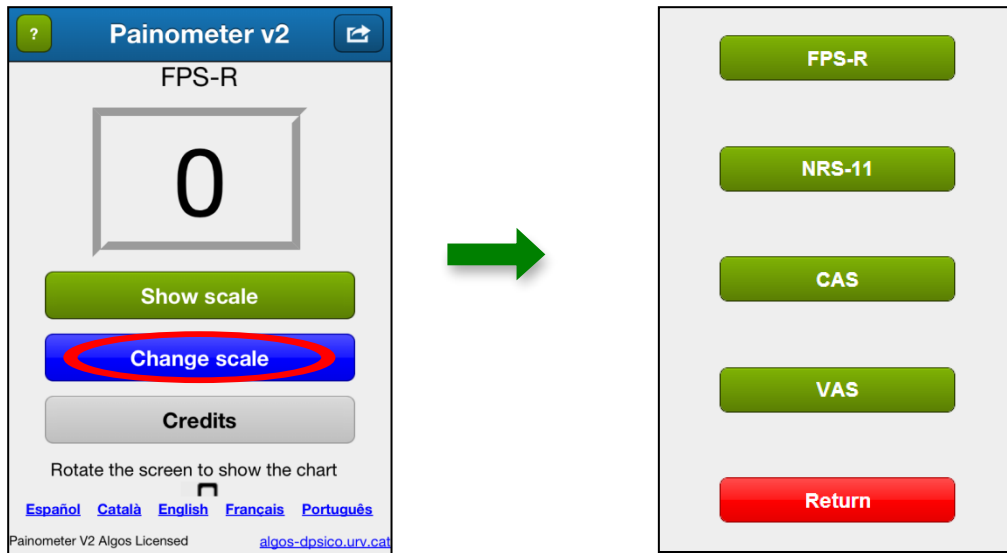 ? Painometer v2
FPS-R
0
Show scale
Change scale
Credits
Rotate the screen to show the chart
Español Català English Français Português
Painometer V2 Algos Licensed algos-dpsico.urv.cat
FPS-R
NRS-11
CAS
VAS
Return